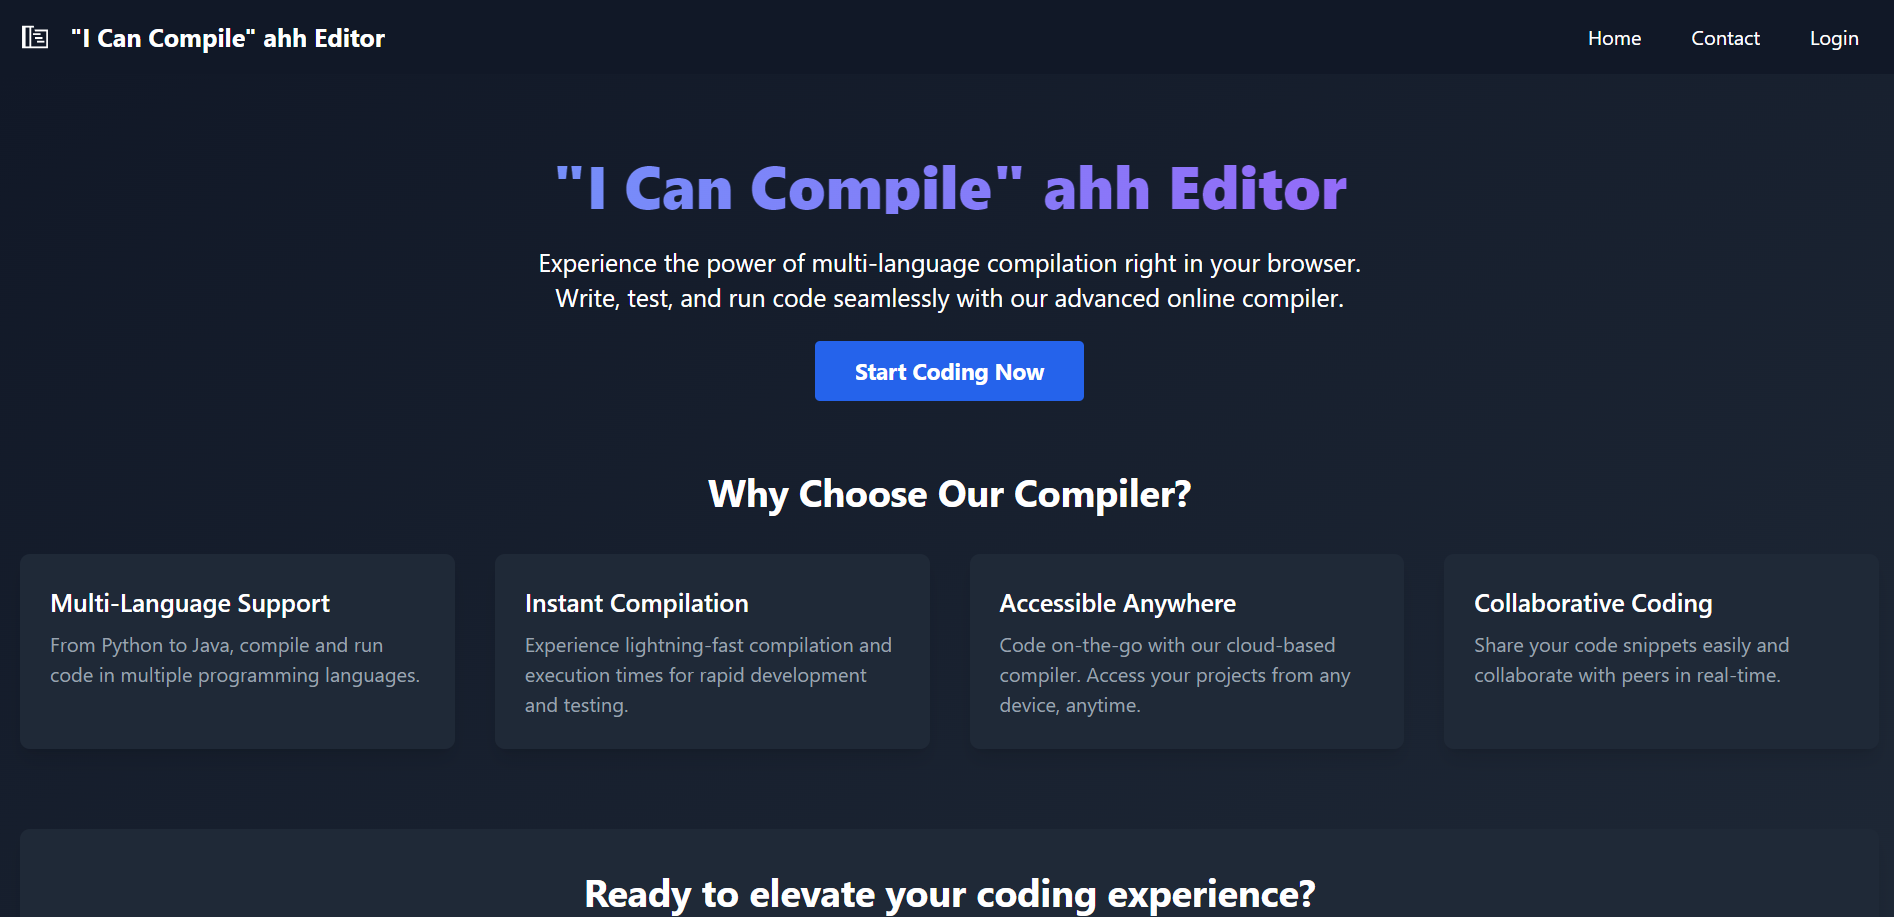 "I Can Compile" ahh Editor
Home
Contact
Login
"I Can Compile" ahh Editor
Experience the power of multi-language compilation right in your browser.
Write, test, and run code seamlessly with our advanced online compiler.
Start Coding Now
Why Choose Our Compiler?
Multi-Language Support
From Python to Java, compile and run
code in multiple programming languages.
Instant Compilation
Experience lightning-fast compilation and
execution times for rapid development
and testing.
Accessible Anywhere
Code on-the-go with our cloud-based
compiler. Access your projects from any
device, anytime.
Collaborative Coding
Share your code snippets easily and
collaborate with peers in real-time.
Ready to elevate your coding experience?